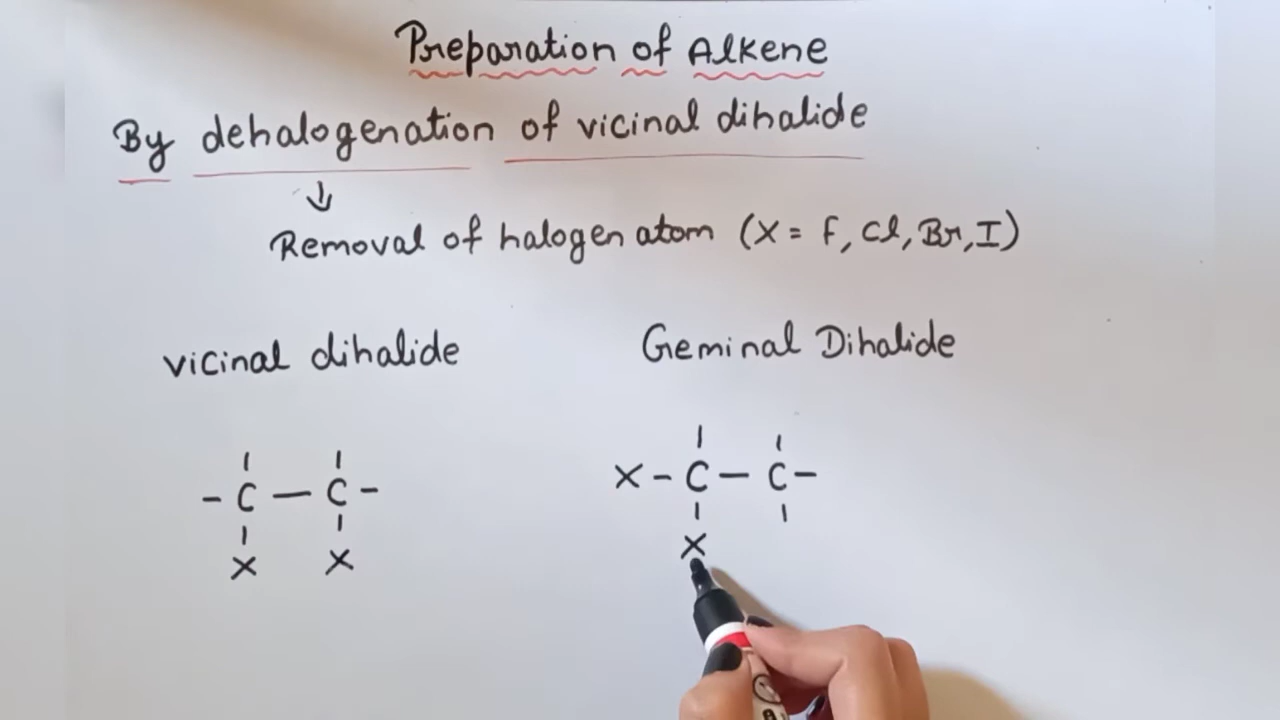 Preparation of Alkene
By dehalogenation of vicinal dihalide
↓
Removal of halogen atom (X = F, Cl, Br, I)
vicinal dihalide
Geminal Dihalide
- C — C -
X X
X - C — C -
X